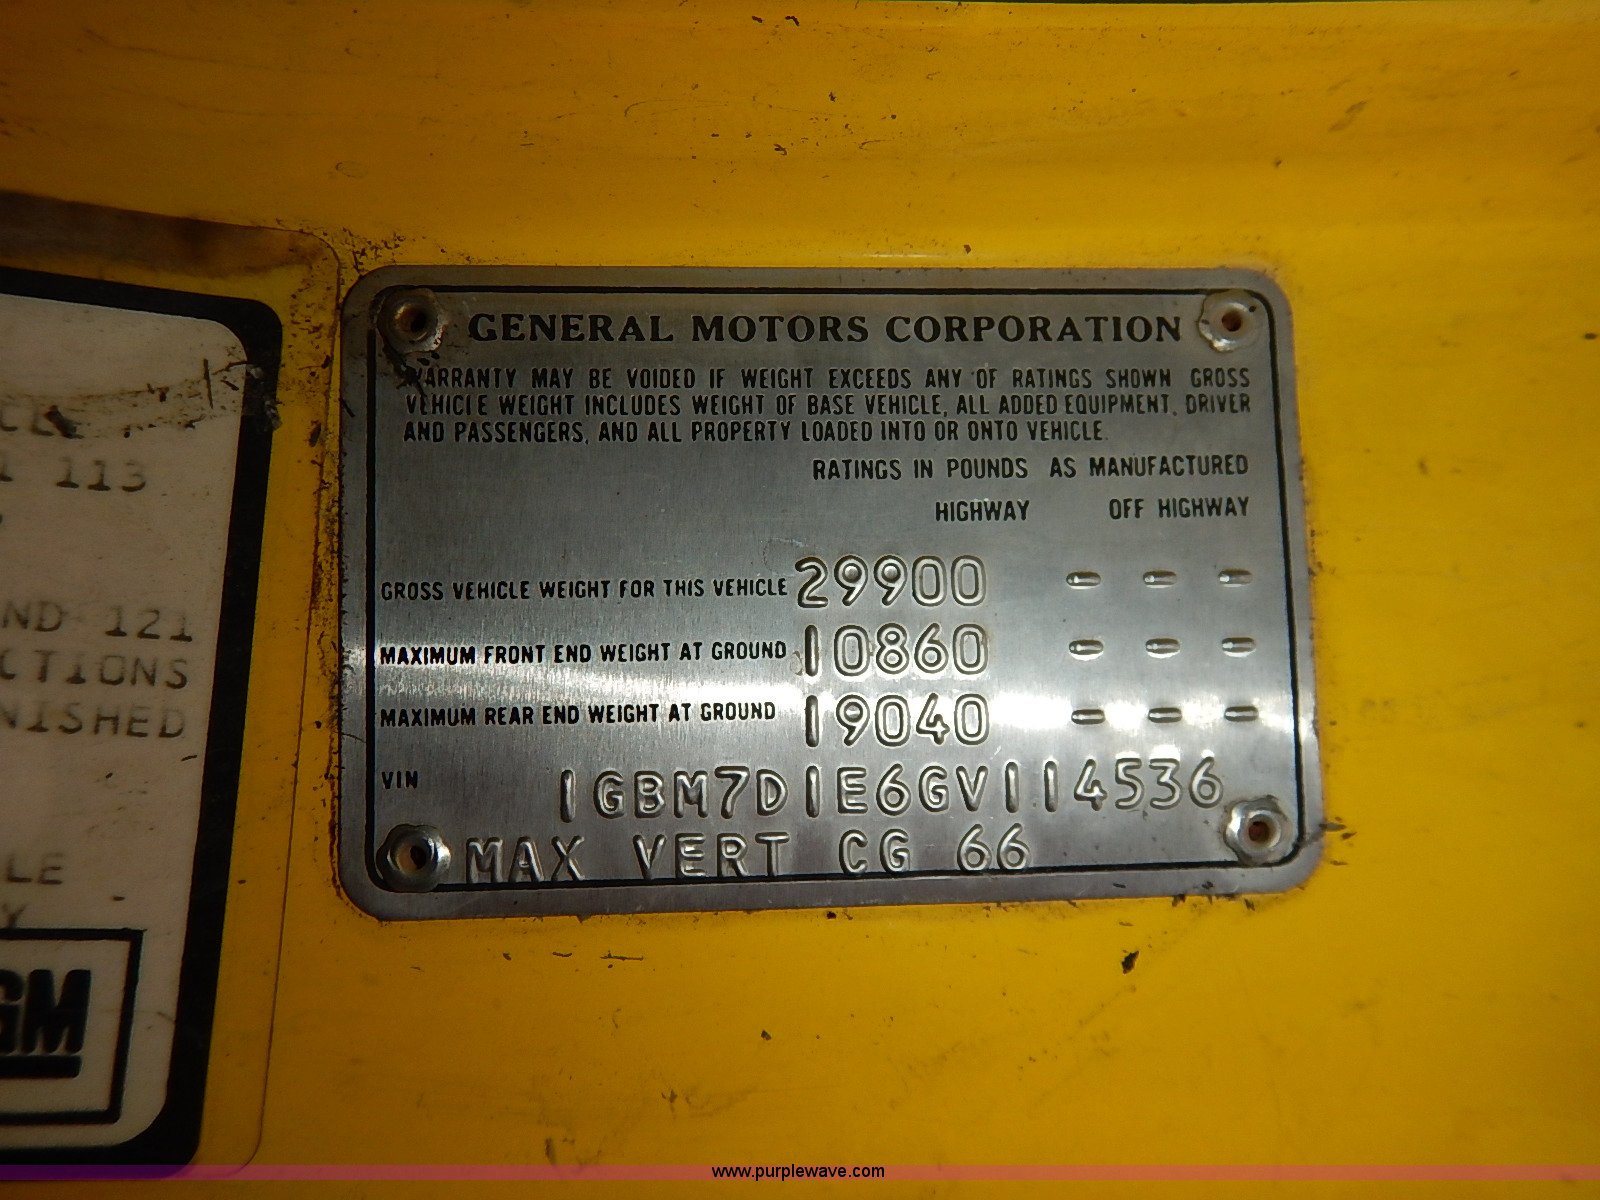 GENERAL MOTORS CORPORATION
WARRANTY MAY BE VOIDED IF WEIGHT EXCEEDS ANY OF RATINGS SHOWN GROSS
VEHICLE WEIGHT INCLUDES WEIGHT OF BASE VEHICLE, ALL ADDED EQUIPMENT, DRIVER
AND PASSENGERS, AND ALL PROPERTY LOADED INTO OR ONTO VEHICLE.
RATINGS IN POUNDS AS MANUFACTURED
HIGHWAY OFF HIGHWAY
GROSS VEHICLE WEIGHT FOR THIS VEHICLE 29900 - - -
MAXIMUM FRONT END WEIGHT AT GROUND 10860 - - -
MAXIMUM REAR END WEIGHT AT GROUND 19040 - - -
VIN 1GBM7D1E6GV114536
MAX VERT CG 66
113
ND 121
CTIONS
NISHED
LE
Y
GM
www.purplewave.com